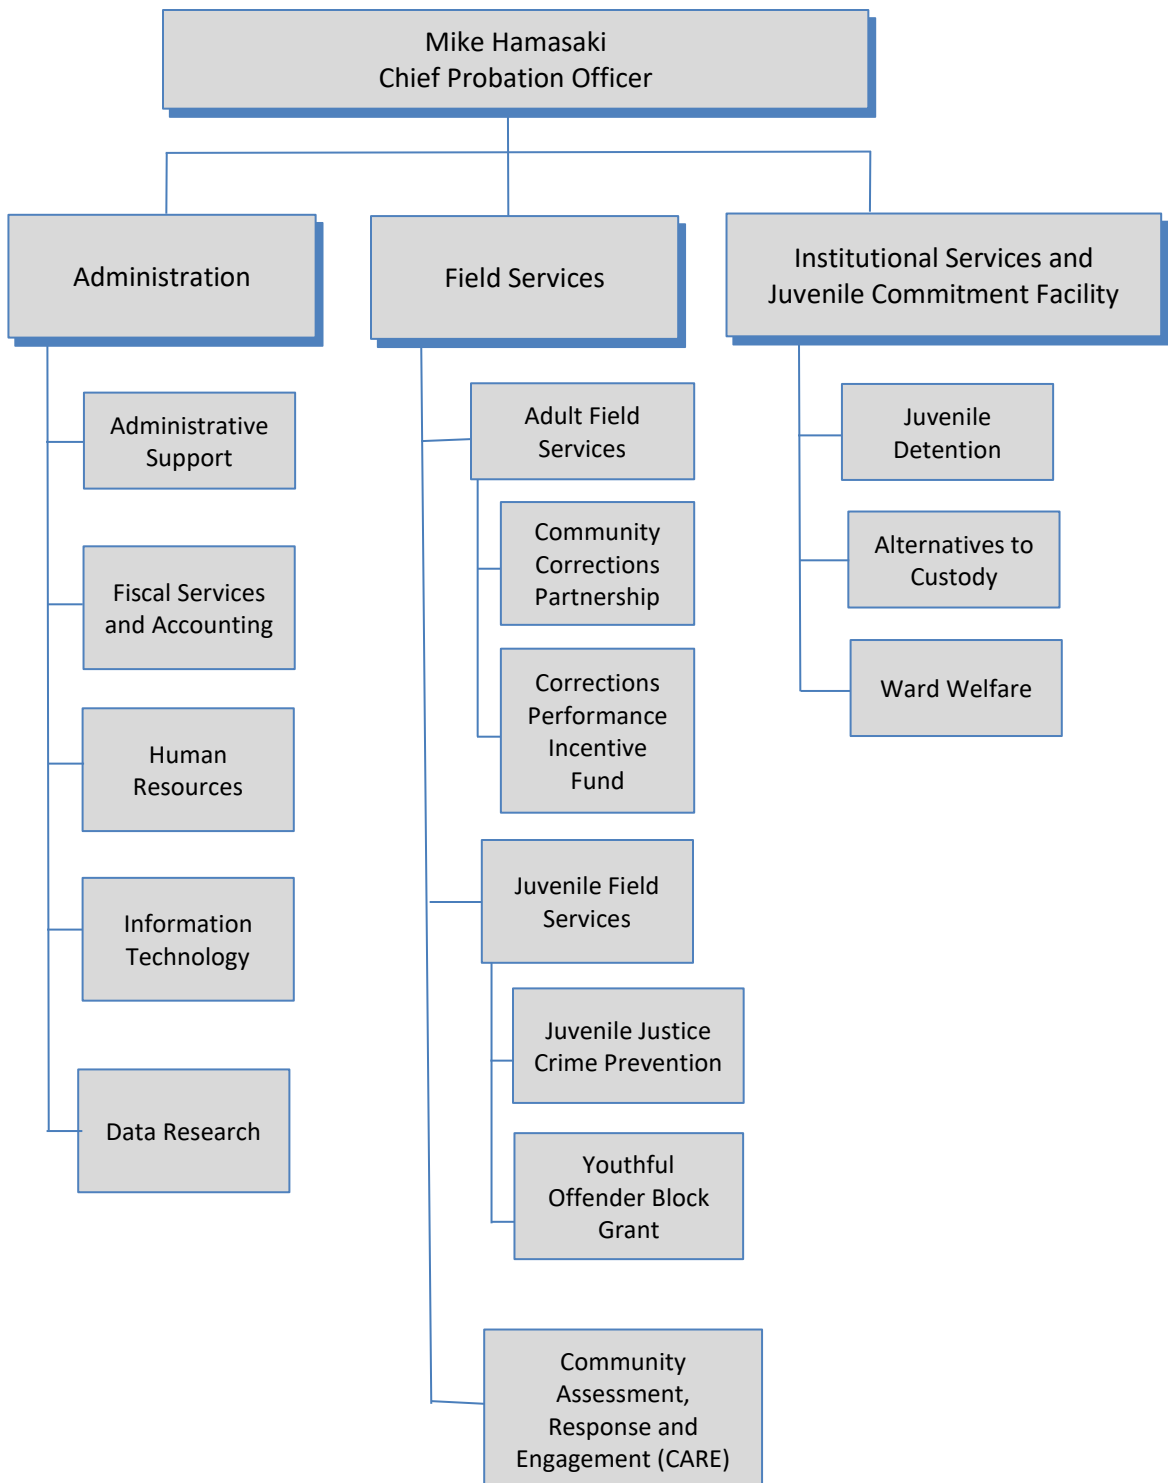 Mike Hamasaki
Chief Probation Officer
Administration
Field Services
Institutional Services and
Juvenile Commitment Facility
Administrative
Support
Fiscal Services
and Accounting
Human
Resources
Information
Technology
Data Research
Adult Field
Services
Community
Corrections
Partnership
Corrections
Performance
Incentive
Fund
Juvenile Field
Services
Juvenile Justice
Crime Prevention
Youthful
Offender Block
Grant
Community
Assessment,
Response and
Engagement (CARE)
Juvenile
Detention
Alternatives to
Custody
Ward Welfare